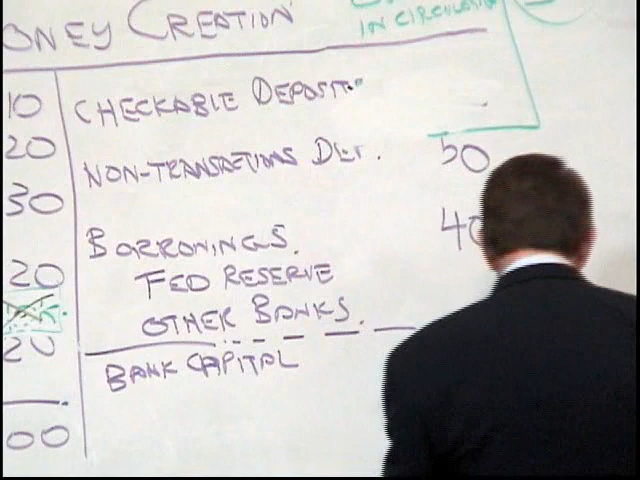 ONEY CREATION
IN CIRCULATION
10 CHECKABLE DEPOSITS
20 NON-TRANSACTIONS DEP. 50
30
BORROWINGS. 40
20 FED RESERVE
OTHER BANKS.
20
BANK CAPITAL
00